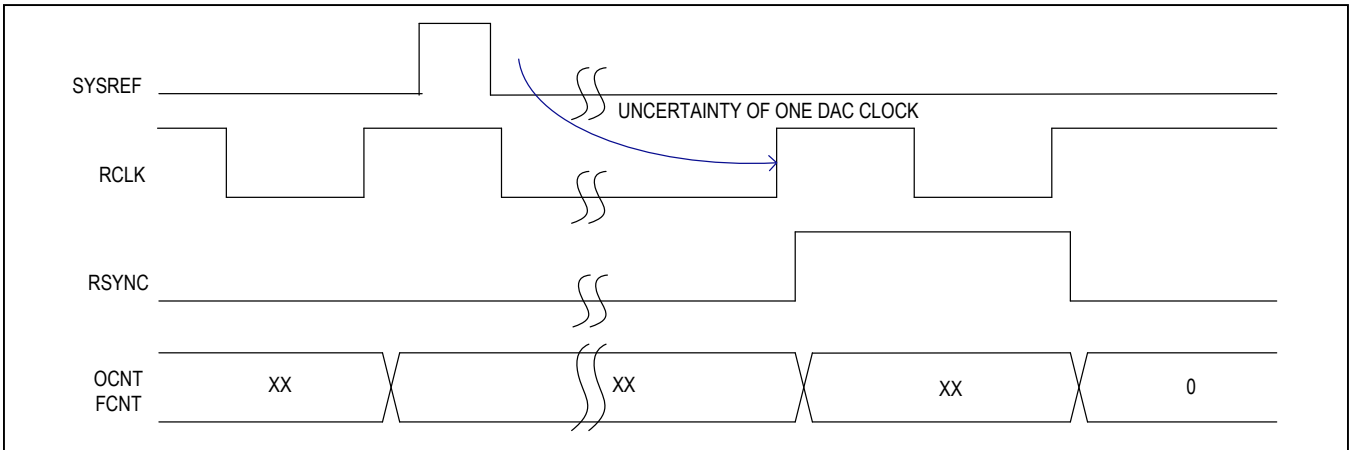 SYSREF
UNCERTAINTY OF ONE DAC CLOCK
RCLK
RSYNC
OCNT
FCNT
XX
XX
XX
0